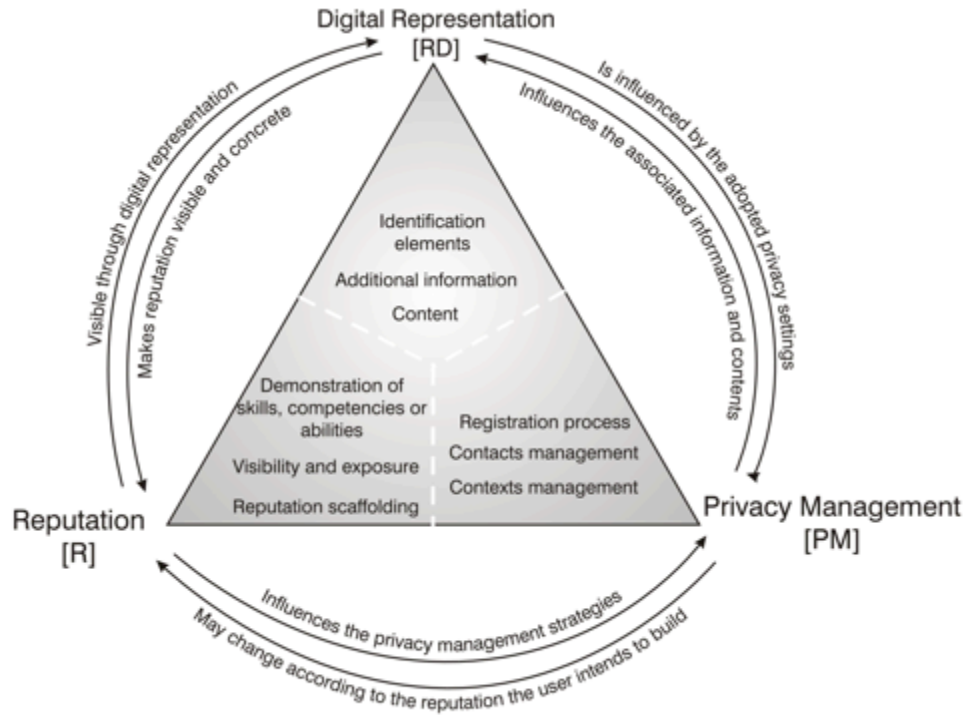 Digital Representation
[RD]
Visible through digital representation
Makes reputation visible and concrete
Is influenced by the adopted privacy settings
Influences the associated information and contents
Identification
elements
Additional information
Content
Demonstration of
skills, competencies or
abilities
Visibility and exposure
Reputation scaffolding
Registration process
Contacts management
Contexts management
Reputation
[R]
Privacy Management
[PM]
Influences the privacy management strategies
May change according to the reputation the user intends to build